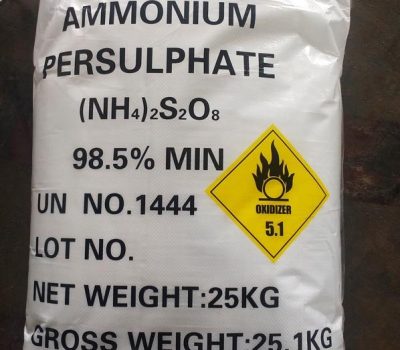 AMMONIUM
PERSULPHATE
(NH₄)₂S₂O₈
98.5% MIN
UN NO.1444
OXIDIZER
5.1
LOT NO.
NET WEIGHT:25KG
GROSS WEIGHT:25.1KG